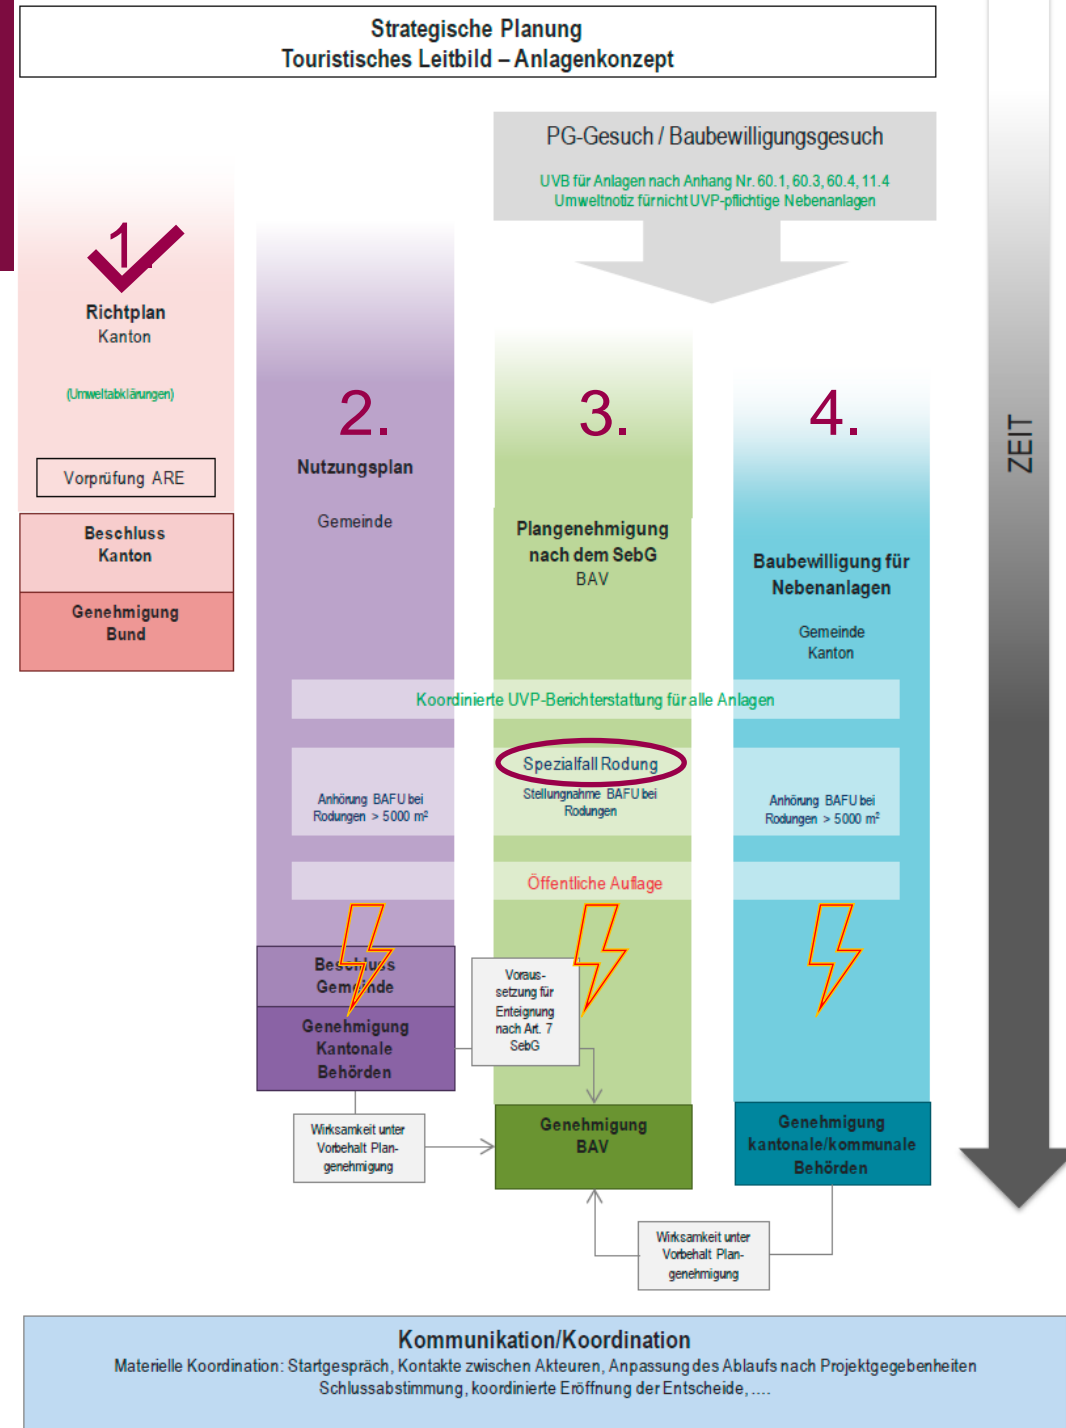 Strategische Planung
Touristisches Leitbild – Anlagenkonzept
PG-Gesuch / Baubewilligungsgesuch
UVB für Anlagen nach Anhang Nr. 60.1, 60.3, 60.4, 11.4
Umweltnotiz für nicht UVP-pflichtige Nebenanlagen
1.
Richtplan
Kanton
(Umweltabklärungen)
Vorprüfung ARE
Beschluss
Kanton
Genehmigung
Bund
2.
Nutzungsplan
Gemeinde
3.
Plangenehmigung
nach dem SebG
BAV
4.
Baubewilligung für
Nebenanlagen
Gemeinde
Kanton
ZEIT
Koordinierte UVP-Berichterstattung für alle Anlagen
Spezialfall Rodung
Anhörung BAFU bei
Rodungen > 5000 m²
Stellungnahme BAFU bei
Rodungen
Anhörung BAFU bei
Rodungen > 5000 m²
Öffentliche Auflage
Beschluss
Gemeinde
Genehmigung
Kantonale
Behörden
Voraus-
setzung für
Enteignung
nach Art. 7
SebG
Wirksamkeit unter
Vorbehalt Plan-
genehmigung
Genehmigung
BAV
Genehmigung
kantonale/kommunale
Behörden
Wirksamkeit unter
Vorbehalt Plan-
genehmigung
Kommunikation/Koordination
Materielle Koordination: Startgespräch, Kontakte zwischen Akteuren, Anpassung des Ablaufs nach Projektgegebenheiten
Schlussabstimmung, koordinierte Eröffnung der Entscheide, ....